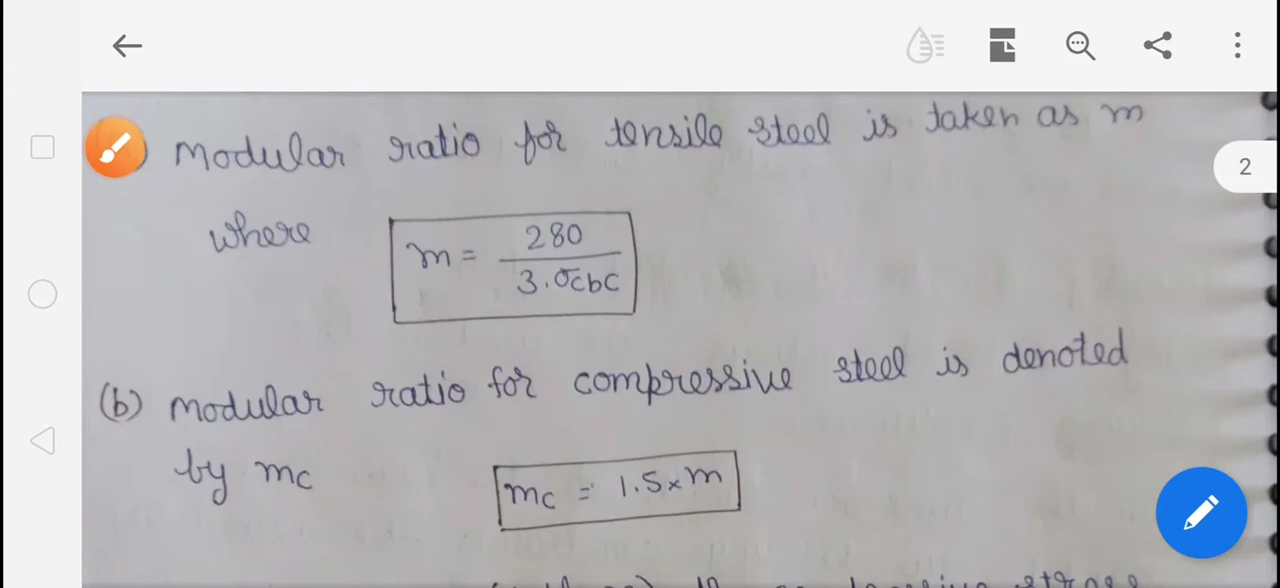 modular ratio for tensile steel is taken as m
2
where m = 280 / 3.σcbc
(b) modular ratio for compressive steel is denoted
by mc mc = 1.5 × m